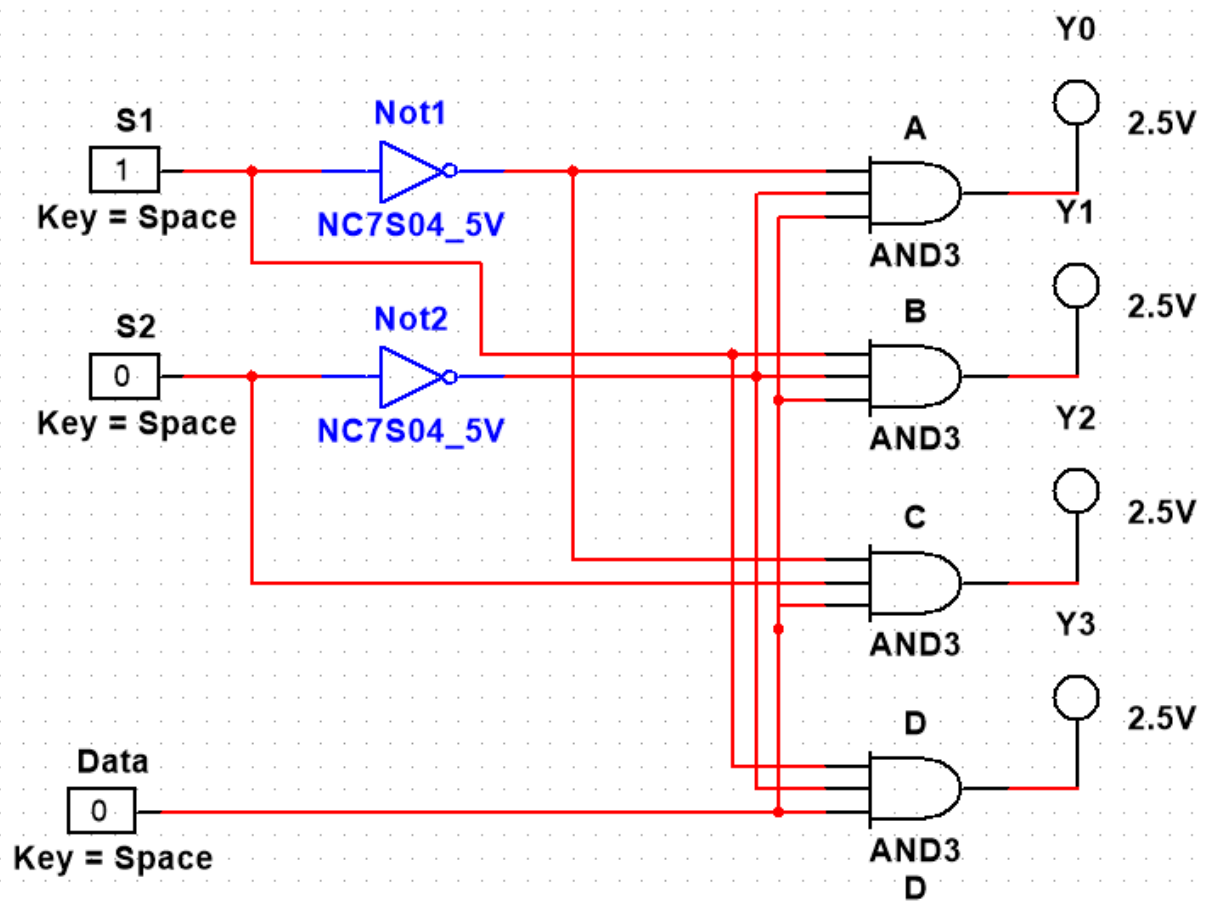 Y0
S1
Not1
A
2.5V
1
Key = Space
NC7S04_5V
Y1
AND3
S2
Not2
B
2.5V
0
Key = Space
NC7S04_5V
Y2
AND3
C
2.5V
Y3
AND3
D
2.5V
Data
0
Key = Space
AND3
D